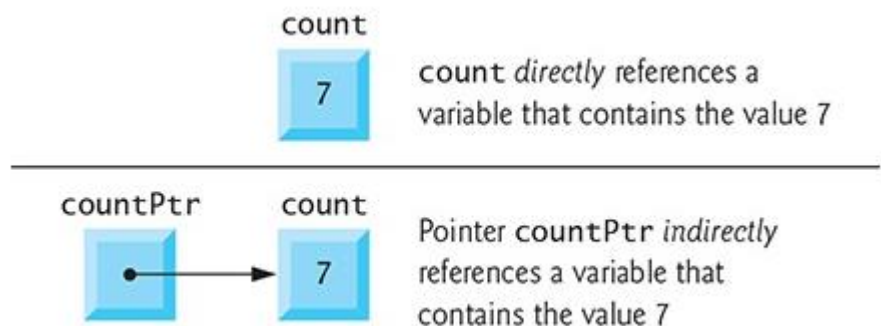 count
7
count directly references a
variable that contains the value 7
countPtr
count
7
Pointer countPtr indirectly
references a variable that
contains the value 7